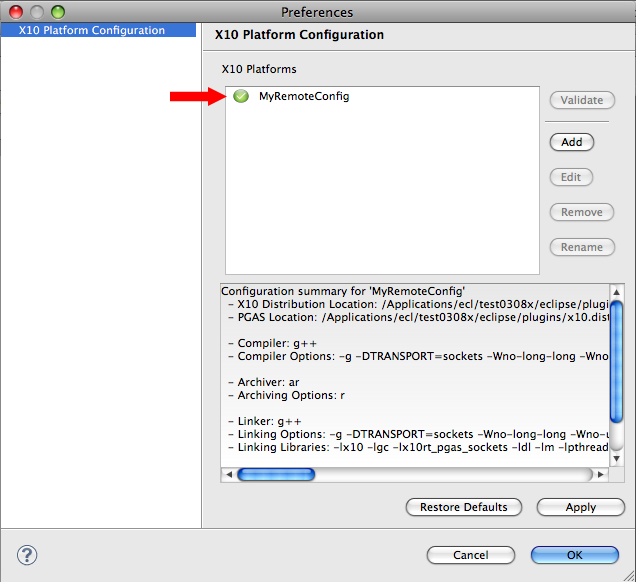 Preferences
X10 Platform Configuration
X10 Platform Configuration
X10 Platforms
MyRemoteConfig
Validate
Add
Edit
Remove
Rename
Configuration summary for 'MyRemoteConfig'
- X10 Distribution Location: /Applications/ecl/test0308x/eclipse/plugi
- PGAS Location: /Applications/ecl/test0308x/eclipse/plugins/x10.dist
- Compiler: g++
- Compiler Options: -g -DTRANSPORT=sockets -Wno-long-long -Wno
- Archiver: ar
- Archiving Options: r
- Linker: g++
- Linking Options: -g -DTRANSPORT=sockets -Wno-long-long -Wno-u
- Linking Libraries: -lx10 -lgc -lx10rt_pgas_sockets -ldl -lm -lpthread
Restore Defaults
Apply
?
Cancel
OK